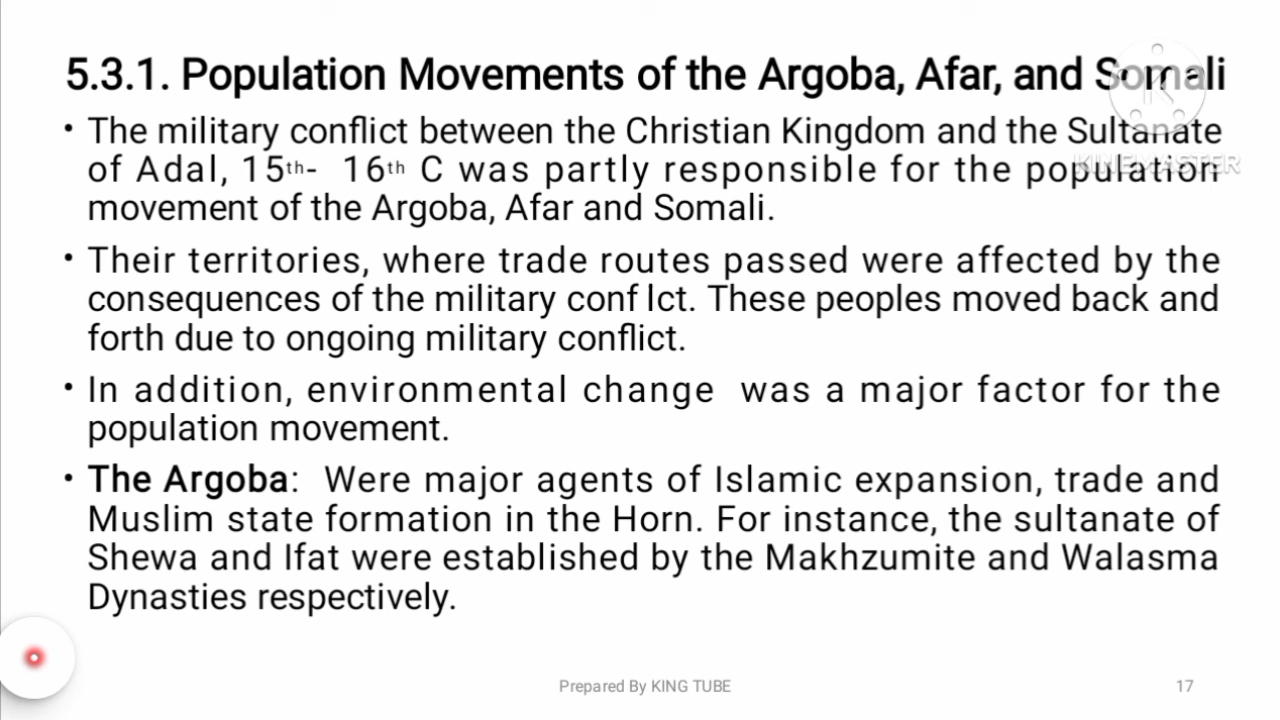 5.3.1. Population Movements of the Argoba, Afar, and Somali
• The military conflict between the Christian Kingdom and the Sultanate
of Adal, 15th- 16th C was partly responsible for the population
movement of the Argoba, Afar and Somali.
• Their territories, where trade routes passed were affected by the
consequences of the military conf lct. These peoples moved back and
forth due to ongoing military conflict.
• In addition, environmental change was a major factor for the
population movement.
• The Argoba: Were major agents of Islamic expansion, trade and
Muslim state formation in the Horn. For instance, the sultanate of
Shewa and Ifat were established by the Makhzumite and Walasma
Dynasties respectively.
KINEMASTER
Prepared By KING TUBE
17